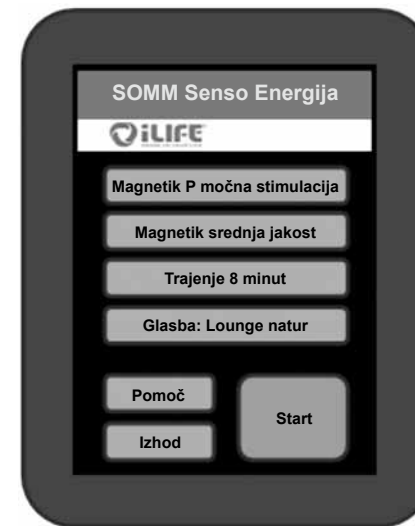 SOMM Senso Energija
iLIFE
Magnetik P močna stimulacija
Magnetik srednja jakost
Trajenje 8 minut
Glasba: Lounge natur
Pomoč
Izhod
Start